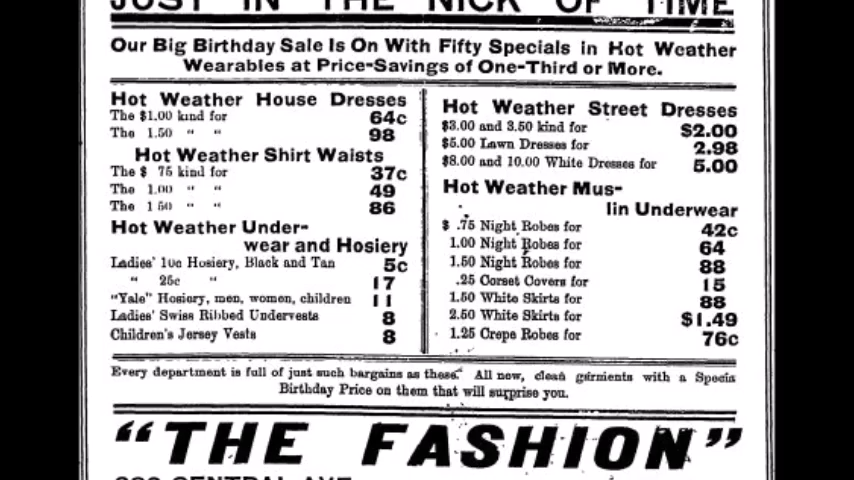 JUST IN THE NICK OF TIME
Our Big Birthday Sale Is On With Fifty Specials in Hot Weather
Wearables at Price-Savings of One-Third or More.
Hot Weather House Dresses
The $1.00 kind for 64c
The 1.50 " " 98
Hot Weather Shirt Waists
The $ 75 kind for 37c
The 1.00 " " 49
The 1 50 " " 86
Hot Weather Under-
wear and Hosiery
Ladies' 10c Hosiery, Black and Tan 5c
" 25c " 17
"Yale" Hosiery, men, women, children 11
Ladies' Swiss Ribbed Undervests 8
Children's Jersey Vests 8
Hot Weather Street Dresses
$3.00 and 3.50 kind for $2.00
$5.00 Lawn Dresses for 2.98
$8.00 and 10.00 White Dresses for 5.00
Hot Weather Mus-
lin Underwear
$ .75 Night Robes for 42c
1.00 Night Robes for 64
1.50 Night Robes for 88
.25 Corset Covers for 15
1.50 White Skirts for 88
2.50 White Skirts for $1.49
1.25 Crepe Robes for 76c
Every department is full of just such bargains as these. All new, clean garments with a Specia
Birthday Price on them that will surprise you.
"THE FASHION"
CENTRAL AVE